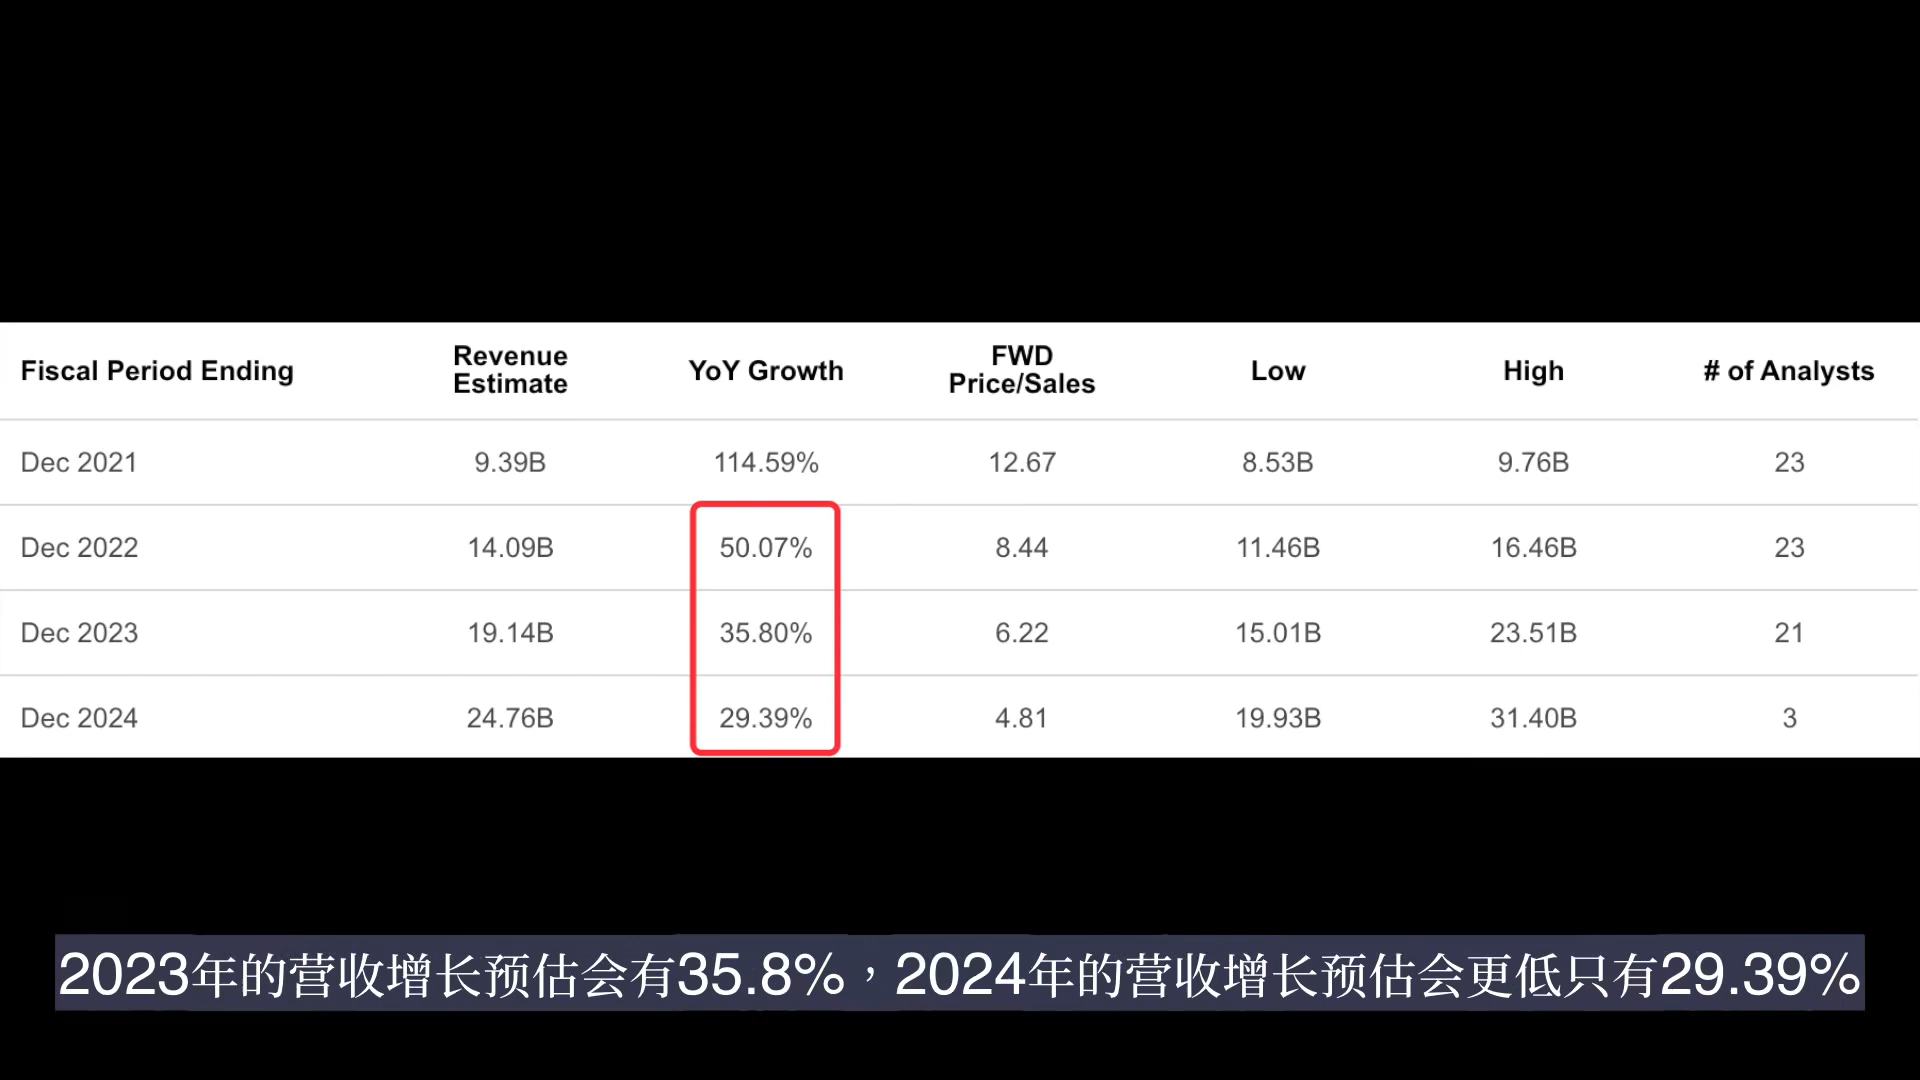 Fiscal Period Ending Revenue Estimate YoY Growth FWD Price/Sales Low High # of Analysts
Dec 2021 9.39B 114.59% 12.67 8.53B 9.76B 23
Dec 2022 14.09B 50.07% 8.44 11.46B 16.46B 23
Dec 2023 19.14B 35.80% 6.22 15.01B 23.51B 21
Dec 2024 24.76B 29.39% 4.81 19.93B 31.40B 3
2023年的营收增长预估会有35.8%，2024年的营收增长预估会更低只有29.39%